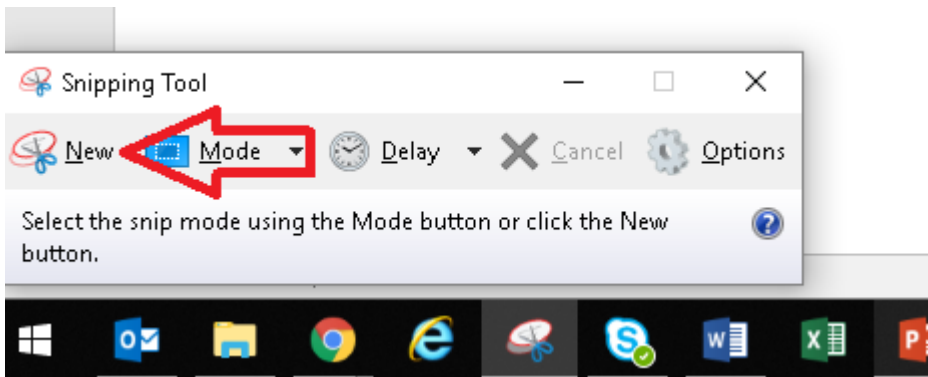 Snipping Tool
New Mode Delay Cancel Options
Select the snip mode using the Mode button or click the New
button.